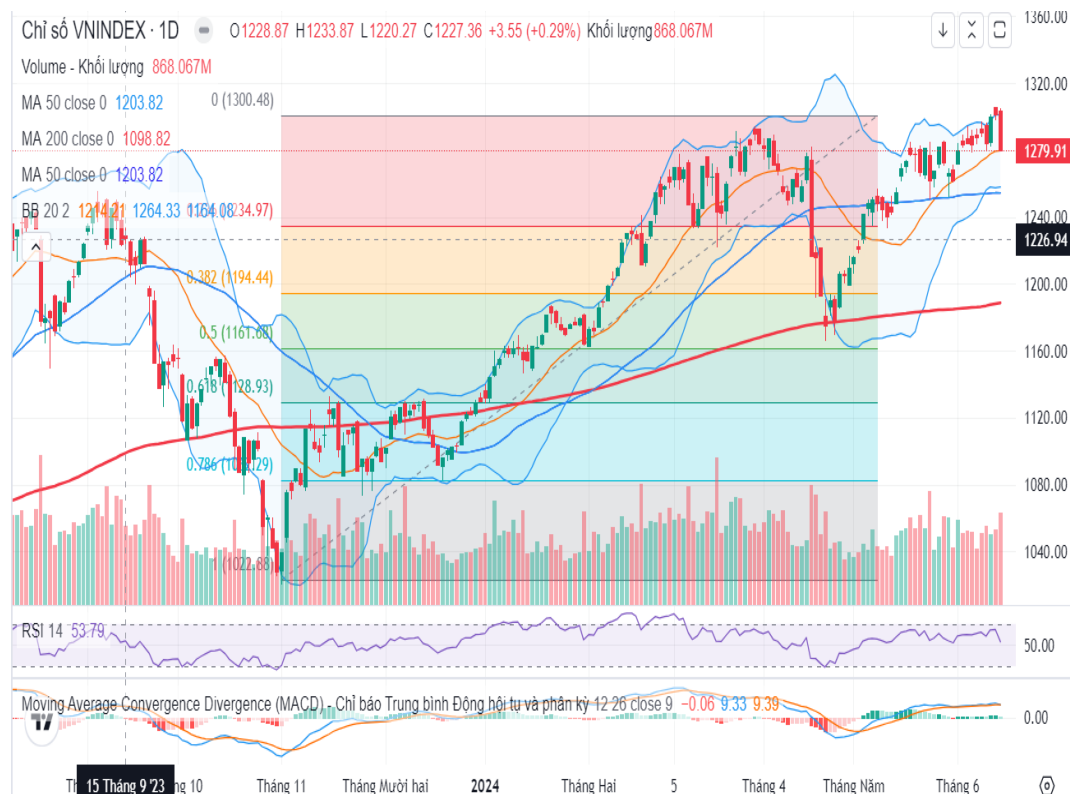 Chỉ số VNINDEX · 1D O1228.87 H1233.87 L1220.27 C1227.36 +3.55 (+0.29%) Khối lượng868.067M
Volume - Khối lượng 868.067M
MA 50 close 0 1203.82
MA 200 close 0 1098.82
MA 50 close 0 1203.82
BB 20 2 1214.21 1264.33 1164.08
0 (1300.48)
0.382 (1194.44)
0.5 (1161.68)
0.618 (1128.93)
1 (1022.88)
1360.00
1320.00
1279.91
1240.00
1226.94
1200.00
1160.00
1120.00
1080.00
1040.00
RSI 14 53.79
50.00
Moving Average Convergence Divergence (MACD) - Chỉ báo Trung bình Động hội tụ và phân kỳ 12 26 close 9 −0.06 9.33 9.39
0.00
15 Tháng 9 '23 Tháng 11 Tháng Mười hai 2024 Tháng Hai 5 Tháng 4 Tháng Năm Tháng 6